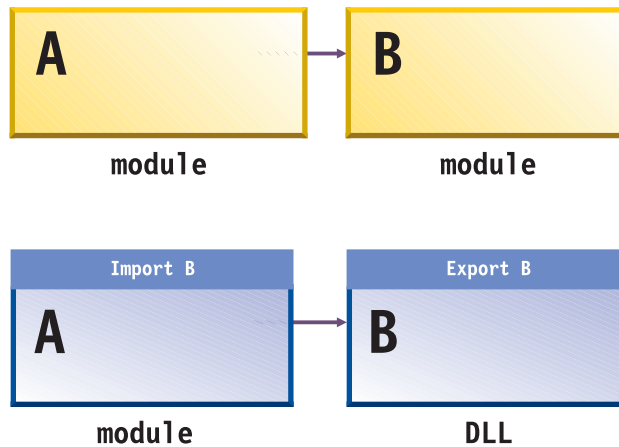 A
B
module
module
Import B
Export B
A
B
module
DLL